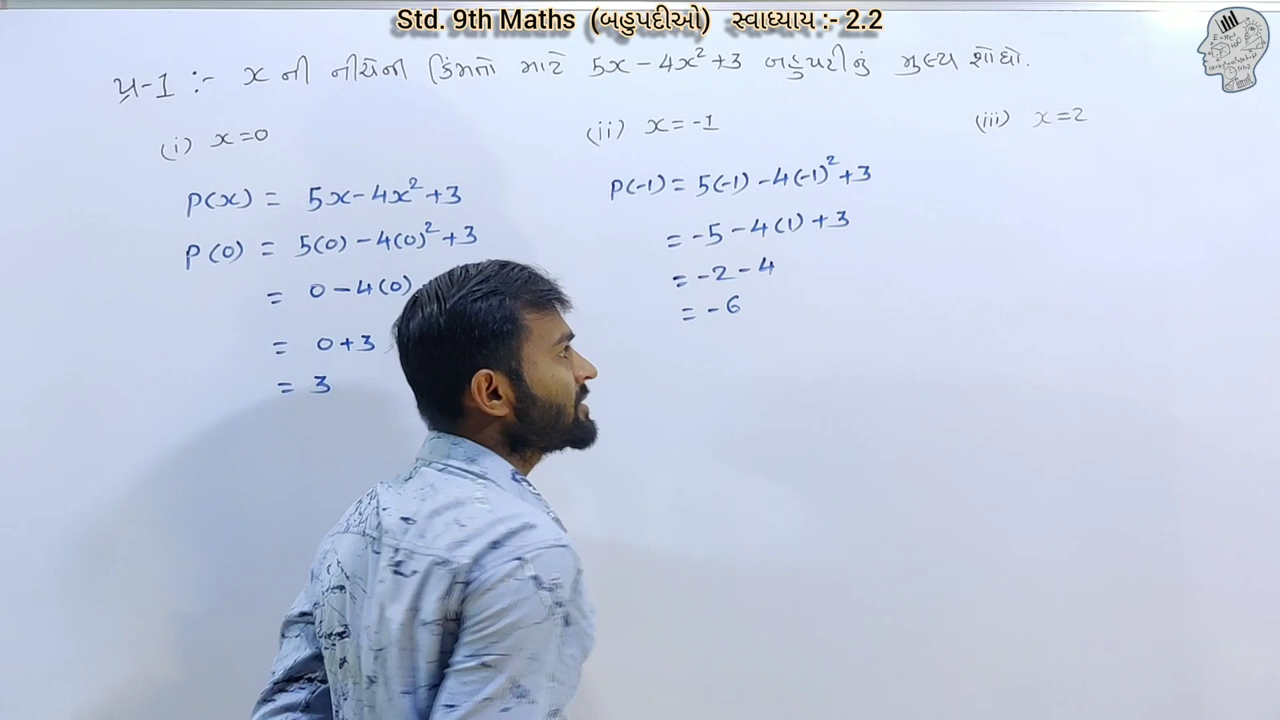 Std. 9th Maths (બહુપદીઓ) સ્વાધ્યાય :- 2.2
પ્ર-1 :- x ની નીચેની કિંમતો માટે 5x - 4x² + 3 બહુપદીનું મુલ્ય શોધો.
(i) x=0
P(x) = 5x-4x²+3
P(0) = 5(0) - 4(0)²+3
= 0 - 4(0)
= 0+3
= 3
(ii) x = -1
P(-1) = 5(-1) - 4(-1)²+3
= -5 - 4(1) + 3
= -2 - 4
= -6
(iii) x = 2